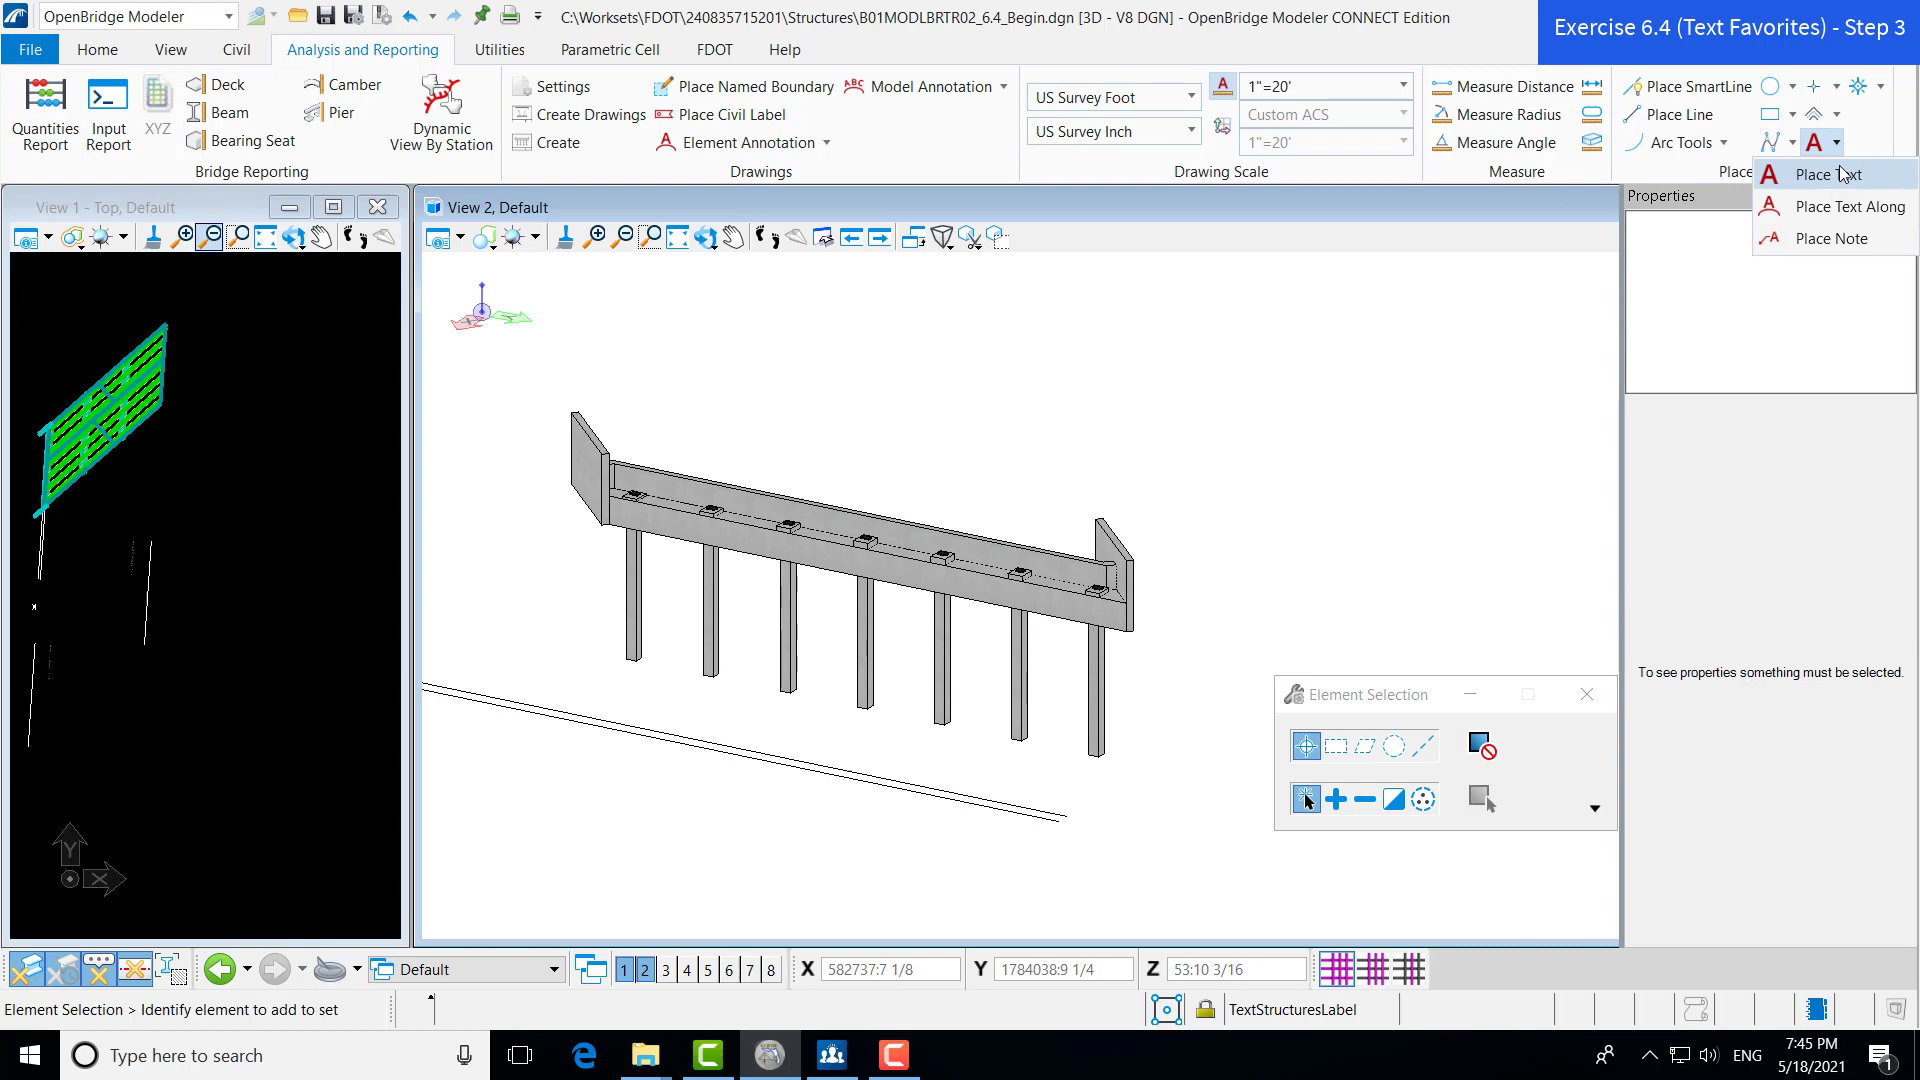 OpenBridge Modeler
C:\Worksets\FDOT\240835715201\Structures\B01MODLBRTR02_6.4_Begin.dgn [3D - V8 DGN] - OpenBridge Modeler CONNECT Edition
Exercise 6.4 (Text Favorites) - Step 3
File Home View Civil Analysis and Reporting Utilities Parametric Cell FDOT Help
Quantities Report
Input Report
XYZ
Deck
Beam
Bearing Seat
Camber
Pier
Dynamic View By Station
Bridge Reporting
Settings
Create Drawings
Create
Place Named Boundary
Place Civil Label
Element Annotation
Model Annotation
Drawings
US Survey Foot
US Survey Inch
1"=20'
Custom ACS
1"=20'
Drawing Scale
Measure Distance
Measure Radius
Measure Angle
Measure
Place SmartLine
Place Line
Arc Tools
Place
Place Text
Place Text Along
Place Note
View 1 - Top, Default
View 2, Default
Properties
To see properties something must be selected.
Element Selection
Y
X
Default
1 2 3 4 5 6 7 8
X 582737:7 1/8
Y 1784038:9 1/4
Z 53:10 3/16
Element Selection > Identify element to add to set
TextStructuresLabel
Type here to search
ENG
7:45 PM
5/18/2021
1